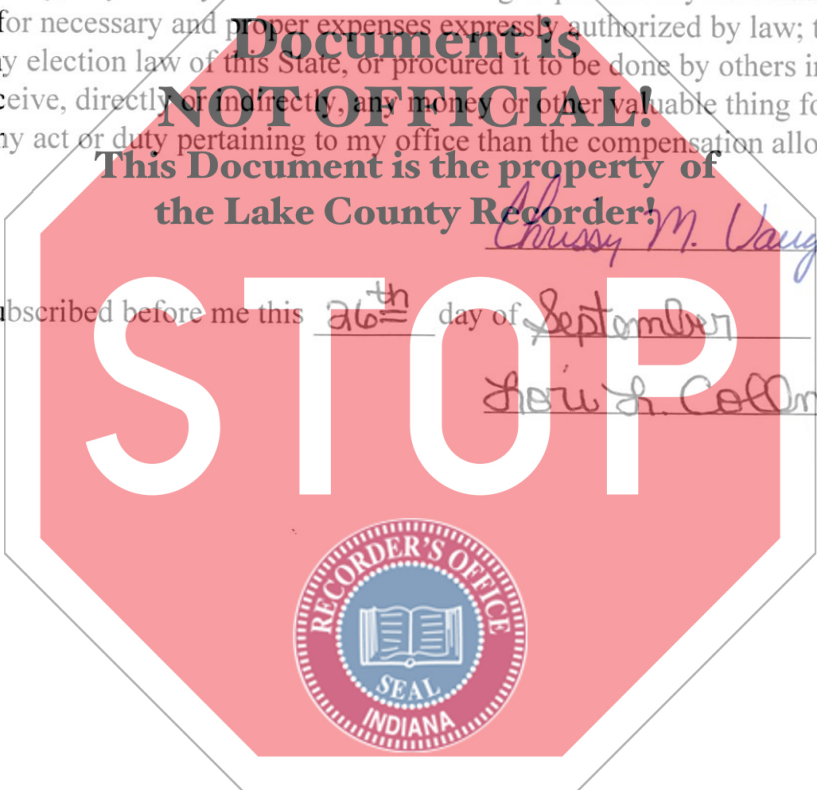 for necessary and proper expenses expressly authorized by law; t
Document is
y election law of this State, or procured it to be done by others in
NOT OFFICIAL!
ceive, directly or indirectly, any money or other valuable thing fo
ny act or duty pertaining to my office than the compensation allo
This Document is the property of
the Lake County Recorder!
Chrissy M. Vaug
ubscribed before me this 26th day of September
Lori L. Collin
STOP
RECORDER'S OFFICE
SEAL
INDIANA